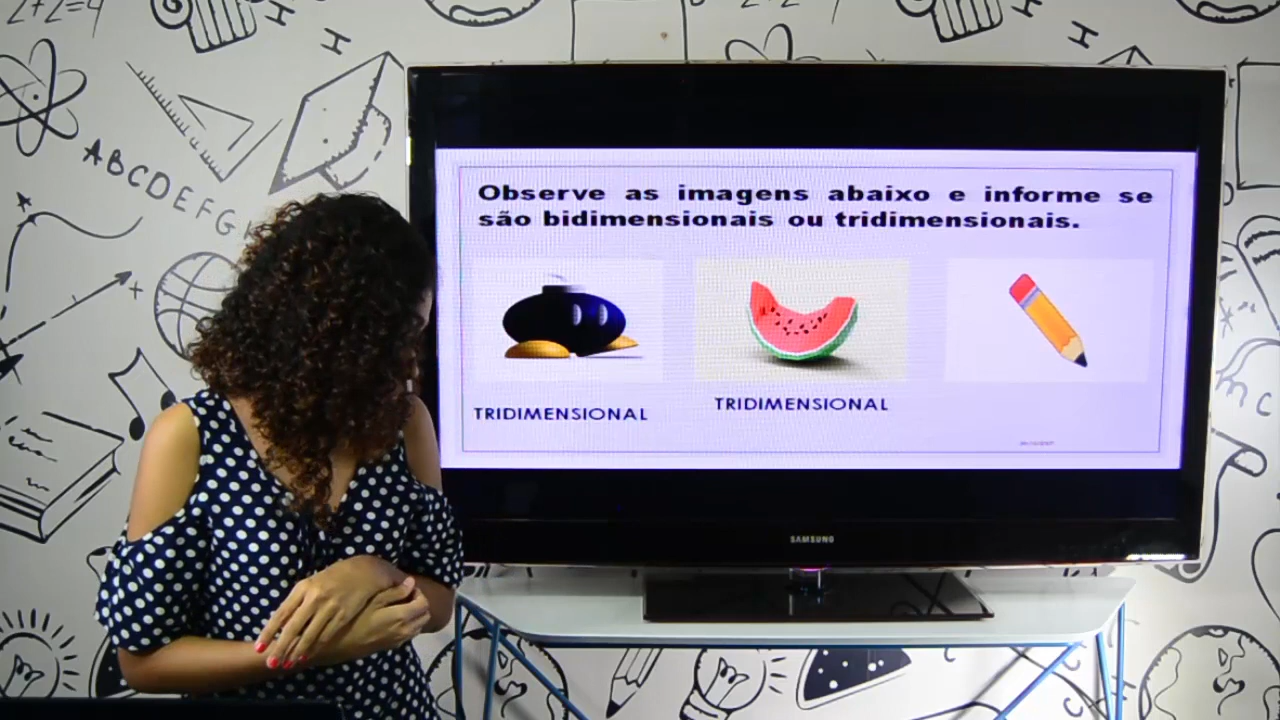 2+2=4
H
H
H
H
ABCDEFG
Observe as imagens abaixo e informe se
são bidimensionais ou tridimensionais.
TRIDIMENSIONAL
TRIDIMENSIONAL
SAMSUNG